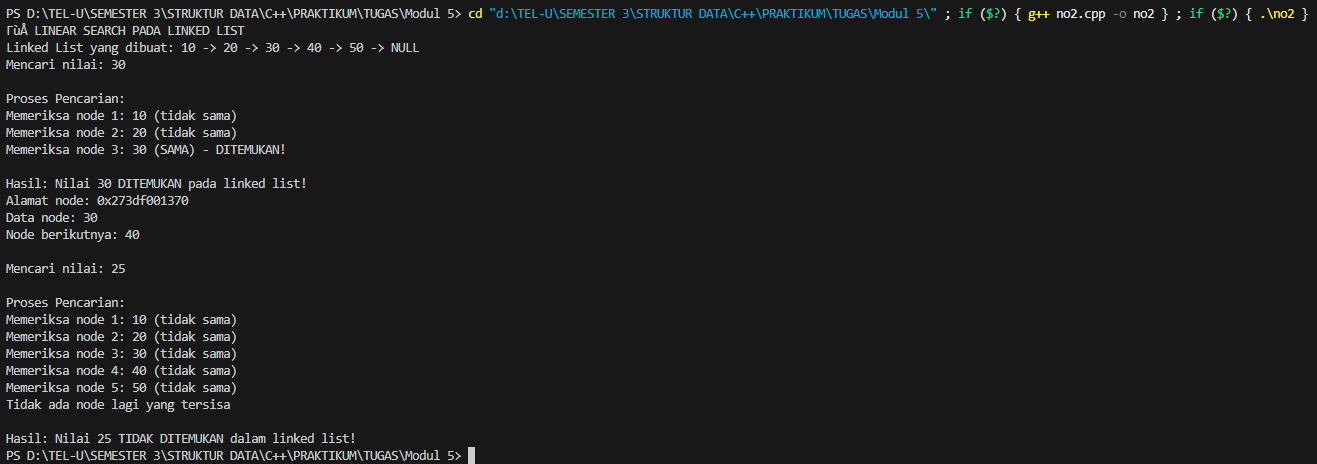 PS D:\TEL-U\SEMESTER 3\STRUKTUR DATA\C++\PRAKTIKUM\TUGAS\Modul 5> cd "d:\TEL-U\SEMESTER 3\STRUKTUR DATA\C++\PRAKTIKUM\TUGAS\Modul 5\" ; if ($?) { g++ no2.cpp -o no2 } ; if ($?) { .\no2 }
ΓùÅ LINEAR SEARCH PADA LINKED LIST
Linked List yang dibuat: 10 -> 20 -> 30 -> 40 -> 50 -> NULL
Mencari nilai: 30

Proses Pencarian:
Memeriksa node 1: 10 (tidak sama)
Memeriksa node 2: 20 (tidak sama)
Memeriksa node 3: 30 (SAMA) - DITEMUKAN!

Hasil: Nilai 30 DITEMUKAN pada linked list!
Alamat node: 0x273df001370
Data node: 30
Node berikutnya: 40

Mencari nilai: 25

Proses Pencarian:
Memeriksa node 1: 10 (tidak sama)
Memeriksa node 2: 20 (tidak sama)
Memeriksa node 3: 30 (tidak sama)
Memeriksa node 4: 40 (tidak sama)
Memeriksa node 5: 50 (tidak sama)
Tidak ada node lagi yang tersisa

Hasil: Nilai 25 TIDAK DITEMUKAN dalam linked list!
PS D:\TEL-U\SEMESTER 3\STRUKTUR DATA\C++\PRAKTIKUM\TUGAS\Modul 5>